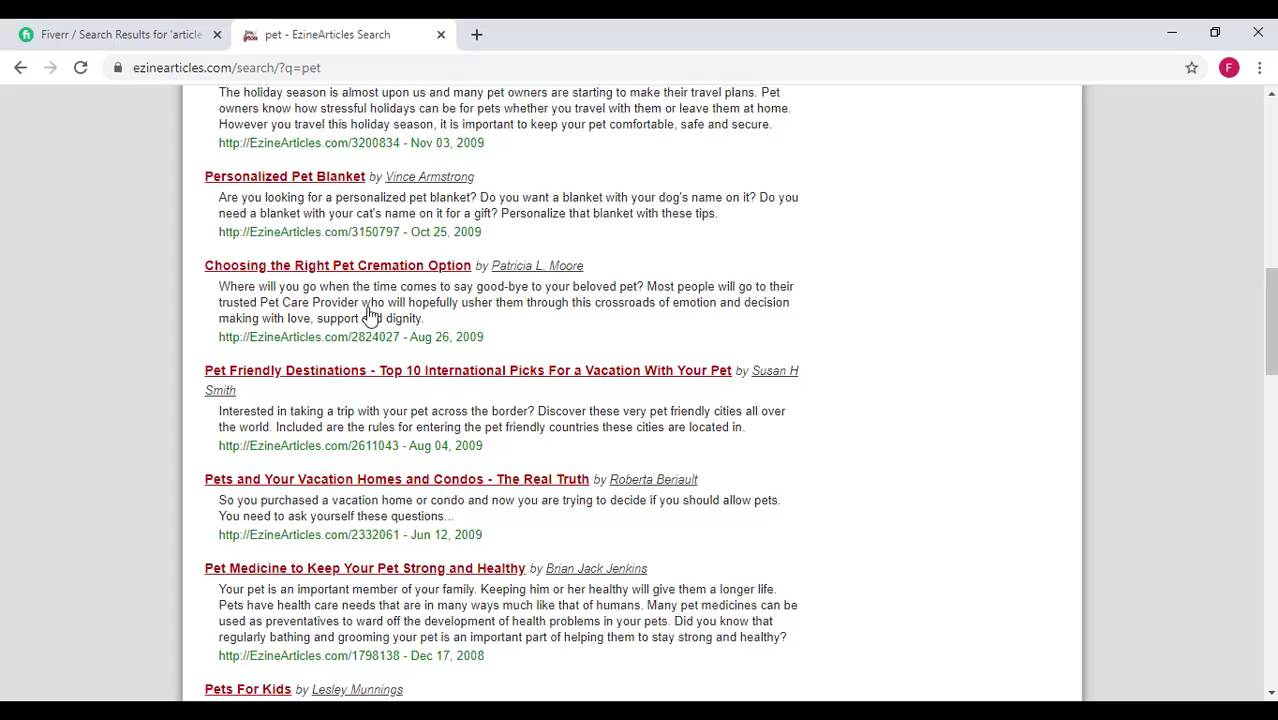 Fiverr / Search Results for 'article
pet - EzineArticles Search
ezinearticles.com/search/?q=pet
F
The holiday season is almost upon us and many pet owners are starting to make their travel plans. Pet
owners know how stressful holidays can be for pets whether you travel with them or leave them at home.
However you travel this holiday season, it is important to keep your pet comfortable, safe and secure.
http://EzineArticles.com/3200834 - Nov 03, 2009
Personalized Pet Blanket by Vince Armstrong
Are you looking for a personalized pet blanket? Do you want a blanket with your dog's name on it? Do you
need a blanket with your cat's name on it for a gift? Personalize that blanket with these tips.
http://EzineArticles.com/3150797 - Oct 25, 2009
Choosing the Right Pet Cremation Option by Patricia L. Moore
Where will you go when the time comes to say good-bye to your beloved pet? Most people will go to their
trusted Pet Care Provider who will hopefully usher them through this crossroads of emotion and decision
making with love, support and dignity.
http://EzineArticles.com/2824027 - Aug 26, 2009
Pet Friendly Destinations - Top 10 International Picks For a Vacation With Your Pet by Susan H
Smith
Interested in taking a trip with your pet across the border? Discover these very pet friendly cities all over
the world. Included are the rules for entering the pet friendly countries these cities are located in.
http://EzineArticles.com/2611043 - Aug 04, 2009
Pets and Your Vacation Homes and Condos - The Real Truth by Roberta Beriault
So you purchased a vacation home or condo and now you are trying to decide if you should allow pets.
You need to ask yourself these questions...
http://EzineArticles.com/2332061 - Jun 12, 2009
Pet Medicine to Keep Your Pet Strong and Healthy by Brian Jack Jenkins
Your pet is an important member of your family. Keeping him or her healthy will give them a longer life.
Pets have health care needs that are in many ways much like that of humans. Many pet medicines can be
used as preventatives to ward off the development of health problems in your pets. Did you know that
regularly bathing and grooming your pet is an important part of helping them to stay strong and healthy?
http://EzineArticles.com/1798138 - Dec 17, 2008
Pets For Kids by Lesley Munnings